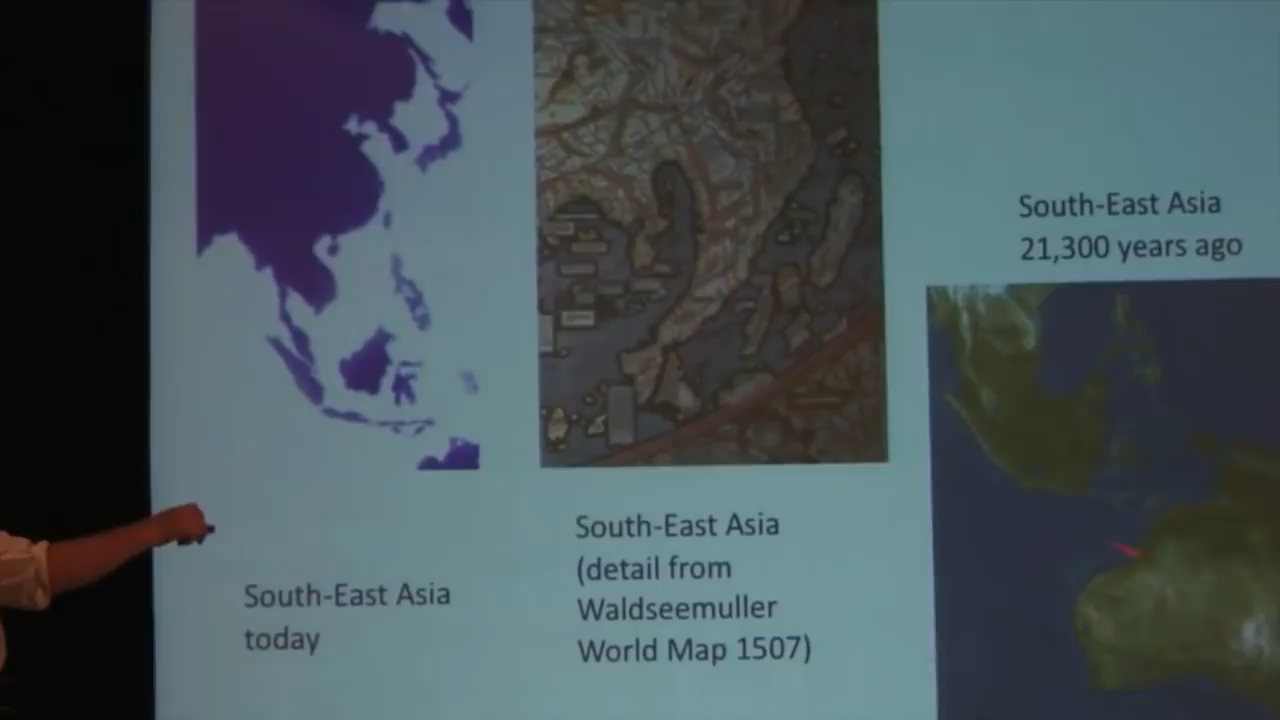 South-East Asia
today
South-East Asia
(detail from
Waldseemuller
World Map 1507)
South-East Asia
21,300 years ago